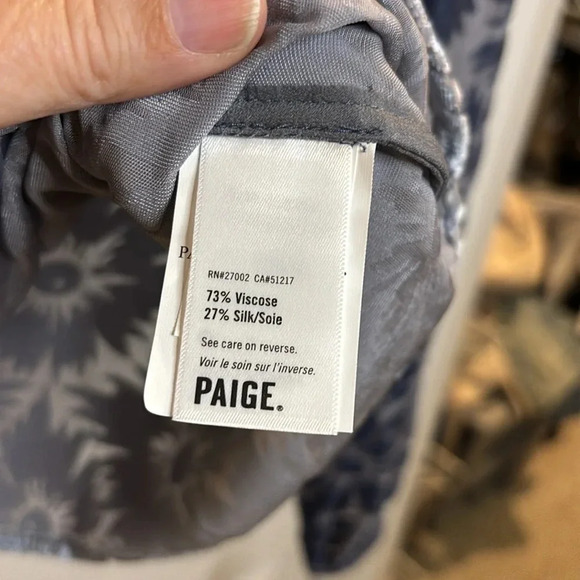 RN#27002 CA#51217
73% Viscose
27% Silk/Soie
See care on reverse.
Voir le soin sur l'inverse.
PAIGE®